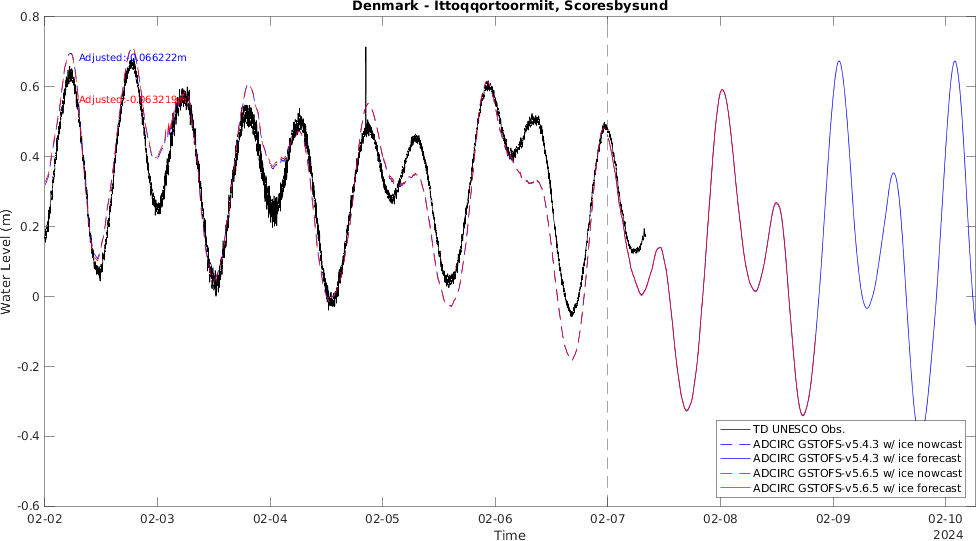 Denmark - Ittoqqortoormiit, Scoresbysund
Adjusted:-0.066222m
Adjusted:-0.063219m
Water Level (m)
0.8
0.6
0.4
0.2
0
-0.2
-0.4
-0.6
02-02
02-03
02-04
02-05
02-06
02-07
02-08
02-09
02-10
Time
2024
TD UNESCO Obs.
ADCIRC GSTOFS-v5.4.3 w/ ice nowcast
ADCIRC GSTOFS-v5.4.3 w/ ice forecast
ADCIRC GSTOFS-v5.6.5 w/ ice nowcast
ADCIRC GSTOFS-v5.6.5 w/ ice forecast